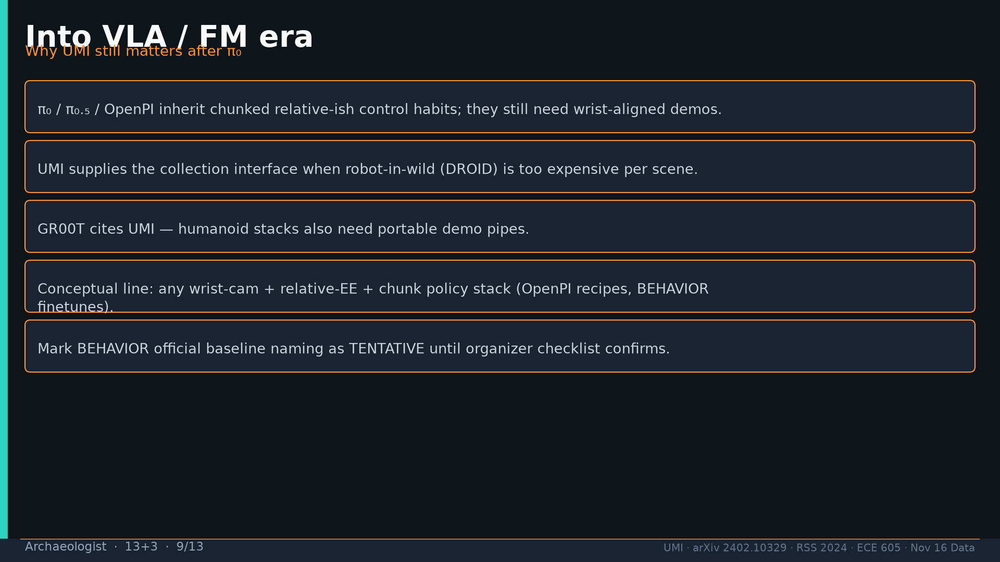 Into VLA / FM era
Why UMI still matters after π₀
π₀ / π₀.₅ / OpenPI inherit chunked relative-ish control habits; they still need wrist-aligned demos.
UMI supplies the collection interface when robot-in-wild (DROID) is too expensive per scene.
GR00T cites UMI — humanoid stacks also need portable demo pipes.
Conceptual line: any wrist-cam + relative-EE + chunk policy stack (OpenPI recipes, BEHAVIOR
finetunes).
Mark BEHAVIOR official baseline naming as TENTATIVE until organizer checklist confirms.
Archaeologist · 13+3 · 9/13
UMI · arXiv 2402.10329 · RSS 2024 · ECE 605 · Nov 16 Data